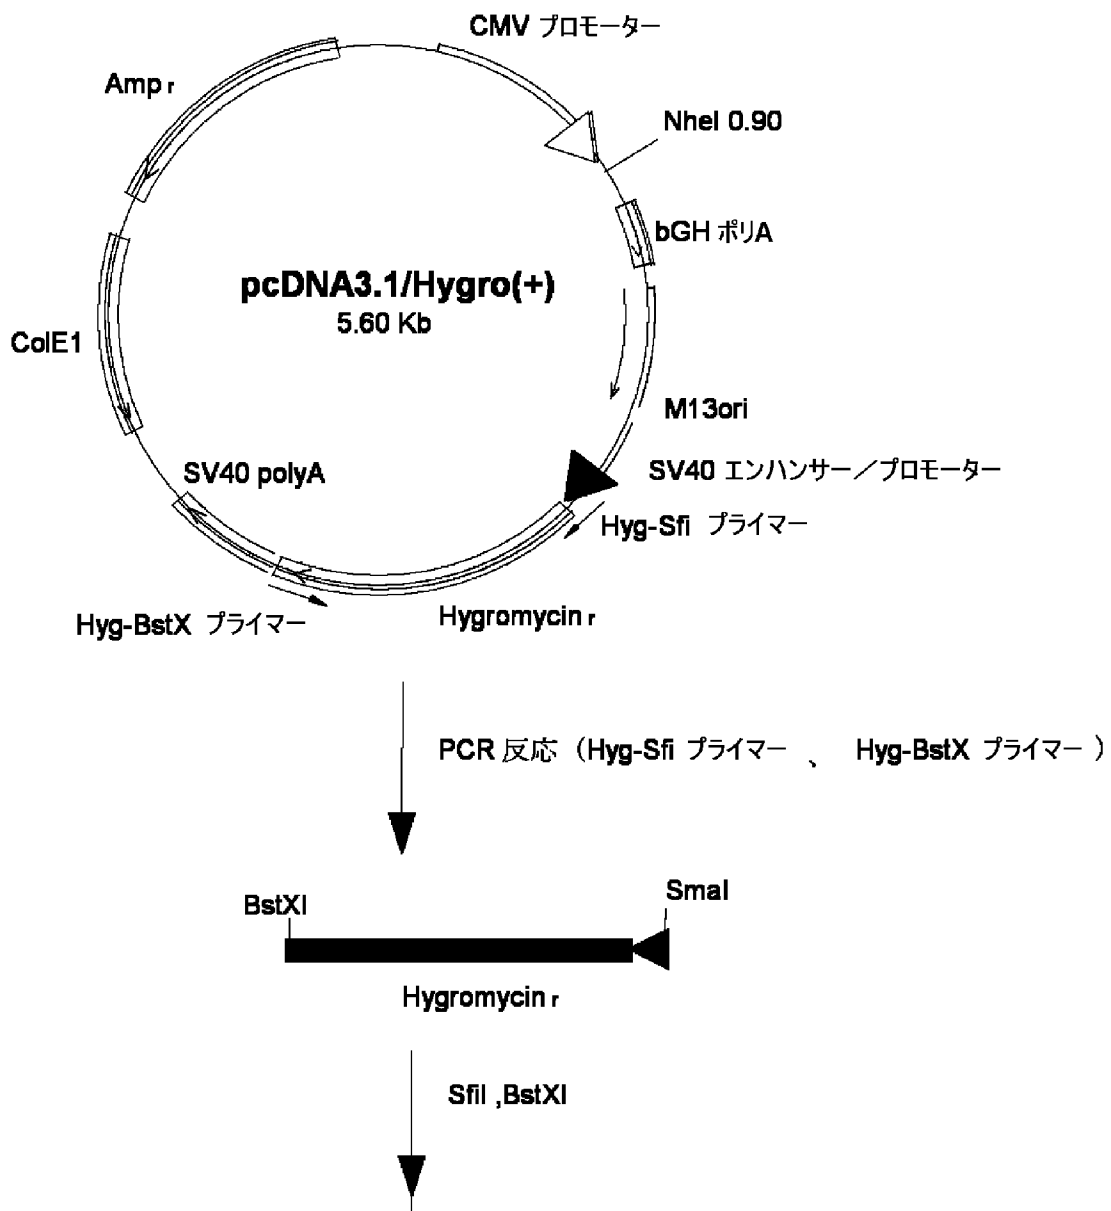 CMV プロモーター
Amp r
NheI 0.90
bGH ポリA
pcDNA3.1/Hygro(+)
5.60 Kb
ColE1
M13ori
SV40 polyA
SV40 エンハンサー／プロモーター
Hyg-Sfi プライマー
Hyg-BstX プライマー
Hygromycin r
PCR 反応（Hyg-Sfi プライマー 、 Hyg-BstX プライマー ）
BstXI
SmaI
Hygromycin r
SfiI ,BstXI